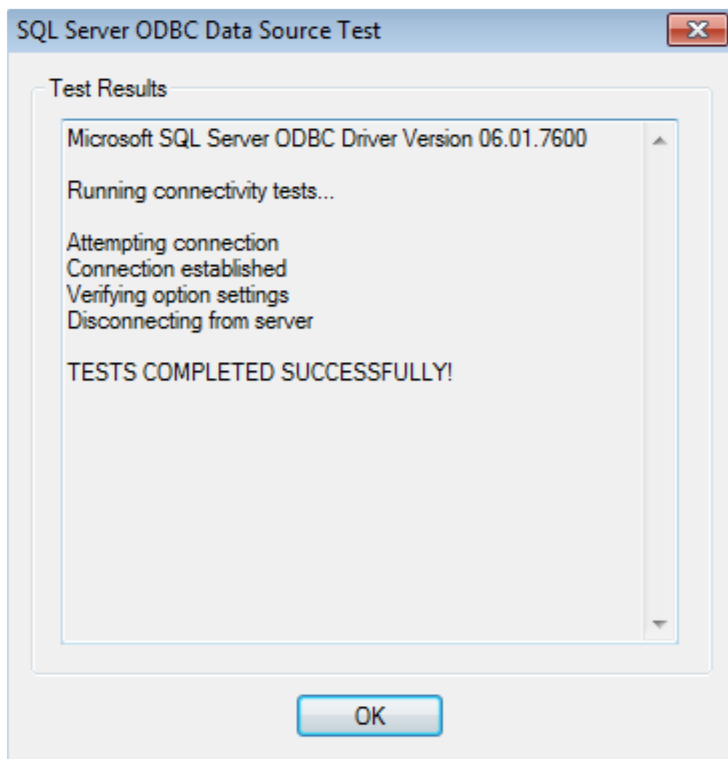 SQL Server ODBC Data Source Test
Test Results
Microsoft SQL Server ODBC Driver Version 06.01.7600
Running connectivity tests...
Attempting connection
Connection established
Verifying option settings
Disconnecting from server
TESTS COMPLETED SUCCESSFULLY!
OK